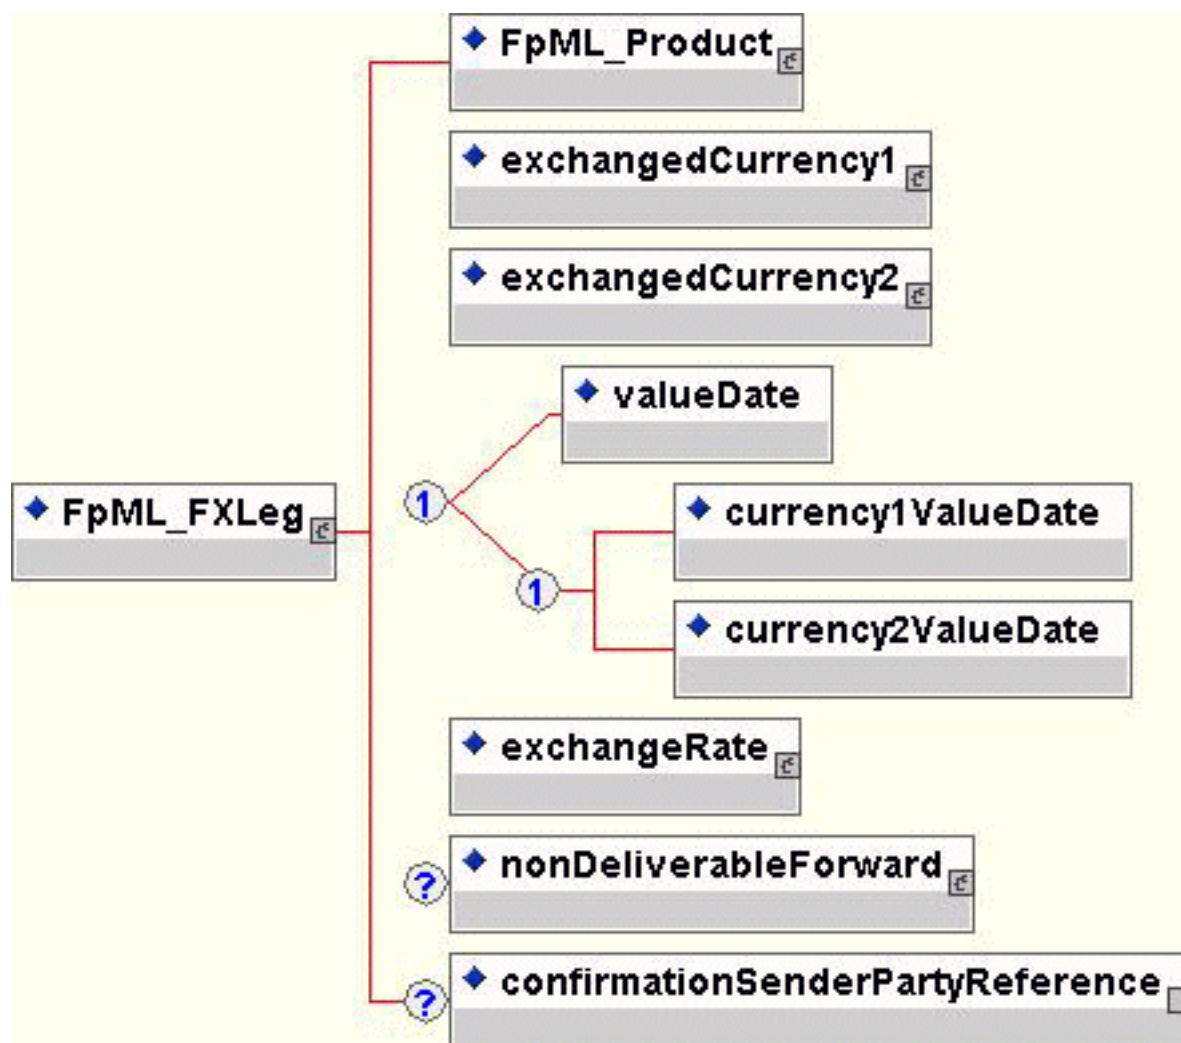 FpML_Product
exchangedCurrency1
exchangedCurrency2
valueDate
1
FpML_FXLeg
currency1ValueDate
1
currency2ValueDate
exchangeRate
?
nonDeliverableForward
?
confirmationSenderPartyReference